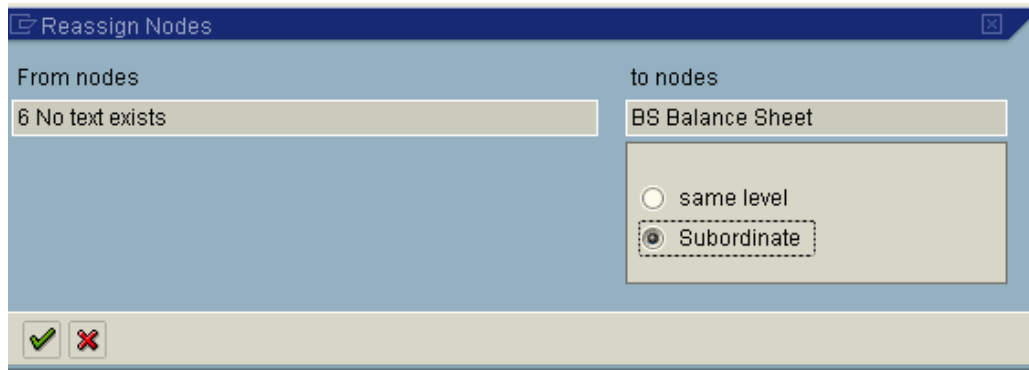 Reassign Nodes
From nodes
to nodes
6 No text exists
BS Balance Sheet
same level
Subordinate